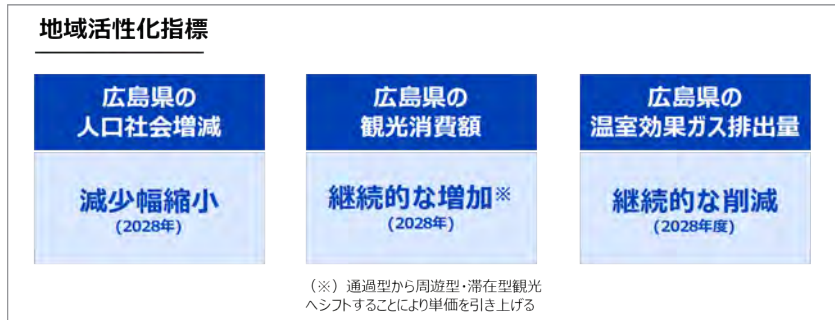 地域活性化指標
広島県の
人口社会増減
減少幅縮小
(2028年)
広島県の
観光消費額
継続的な増加※
(2028年)
広島県の
温室効果ガス排出量
継続的な削減
(2028年度)
（※）通過型から周遊型・滞在型観光
へシフトすることにより単価を引き上げる